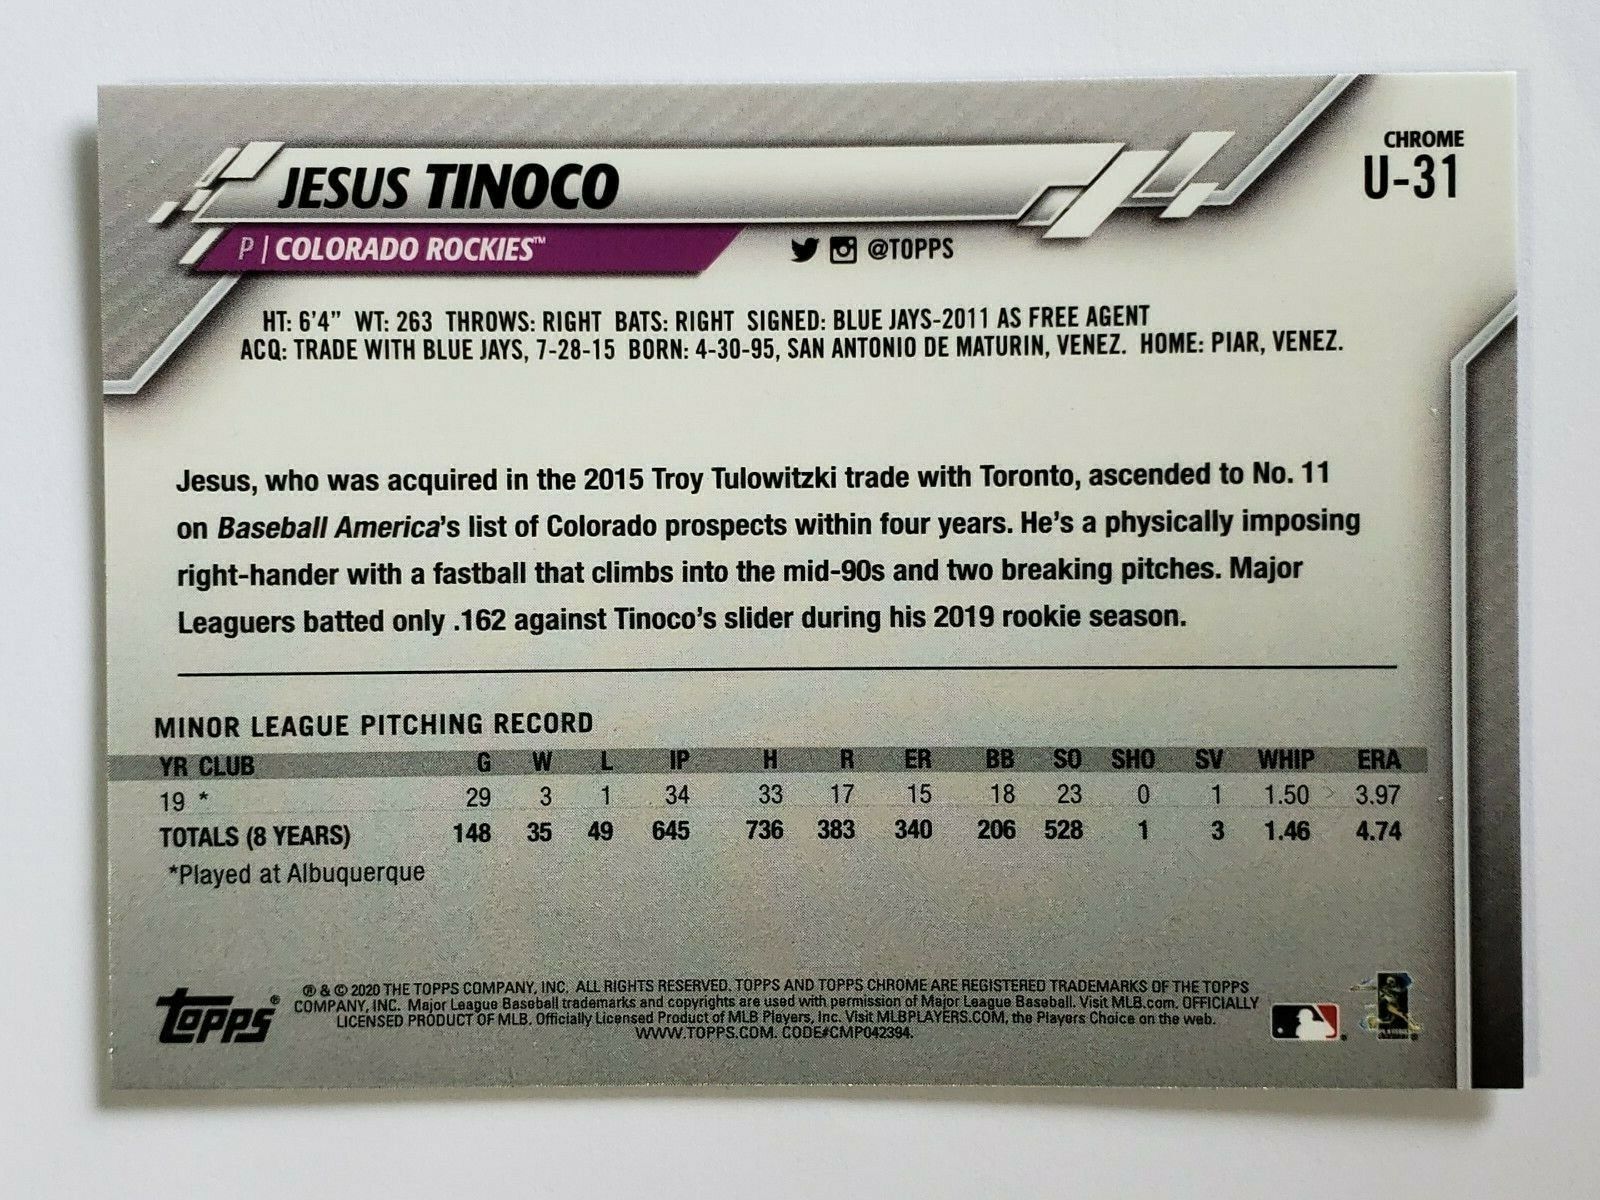 CHROME
U-31
JESUS TINOCO
P | COLORADO ROCKIES™
@TOPPS
HT: 6'4" WT: 263 THROWS: RIGHT BATS: RIGHT SIGNED: BLUE JAYS-2011 AS FREE AGENT
ACQ: TRADE WITH BLUE JAYS, 7-28-15 BORN: 4-30-95, SAN ANTONIO DE MATURIN, VENEZ. HOME: PIAR, VENEZ.
Jesus, who was acquired in the 2015 Troy Tulowitzki trade with Toronto, ascended to No. 11
on Baseball America's list of Colorado prospects within four years. He's a physically imposing
right-hander with a fastball that climbs into the mid-90s and two breaking pitches. Major
Leaguers batted only .162 against Tinoco's slider during his 2019 rookie season.
MINOR LEAGUE PITCHING RECORD
YR CLUB G W L IP H R ER BB SO SHO SV WHIP ERA
19 * 29 3 1 34 33 17 15 18 23 0 1 1.50 3.97
TOTALS (8 YEARS) 148 35 49 645 736 383 340 206 528 1 3 1.46 4.74
*Played at Albuquerque
Topps®
® & © 2020 THE TOPPS COMPANY, INC. ALL RIGHTS RESERVED. TOPPS AND TOPPS CHROME ARE REGISTERED TRADEMARKS OF THE TOPPS
COMPANY, INC. Major League Baseball trademarks and copyrights are used with permission of Major League Baseball. Visit MLB.com. OFFICIALLY
LICENSED PRODUCT OF MLB. Officially Licensed Product of MLB Players, Inc. Visit MLBPLAYERS.COM, the Players Choice on the web.
WWW.TOPPS.COM. CODE#CMP042394.